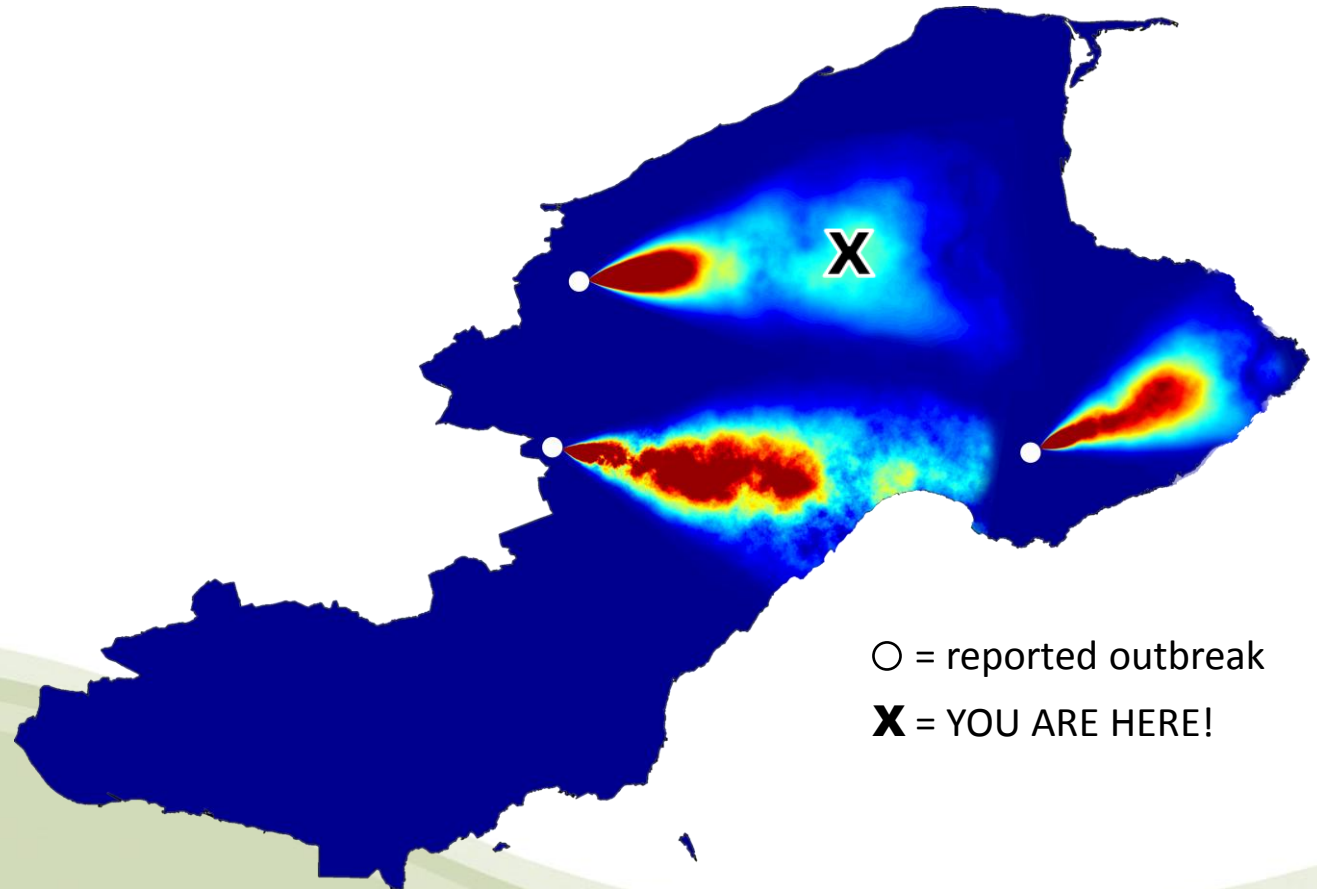 X
○ = reported outbreak
X = YOU ARE HERE!